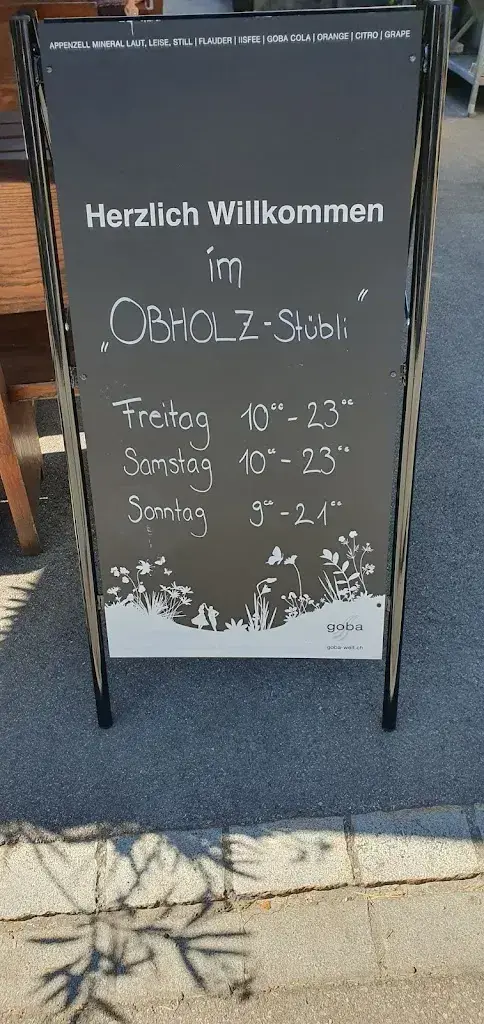 APPENZELL MINERAL LAUT, LEISE, STILL | FLAUDER | IISFEE | GOBA COLA | ORANGE | CITRO | GRAPE
Herzlich Willkommen
im
„OBHOLZ-Stübli“
Freitag 10°° - 23°°
Samstag 10°° - 23°°
Sonntag 9°° - 21°°
goba
goba-welt.ch